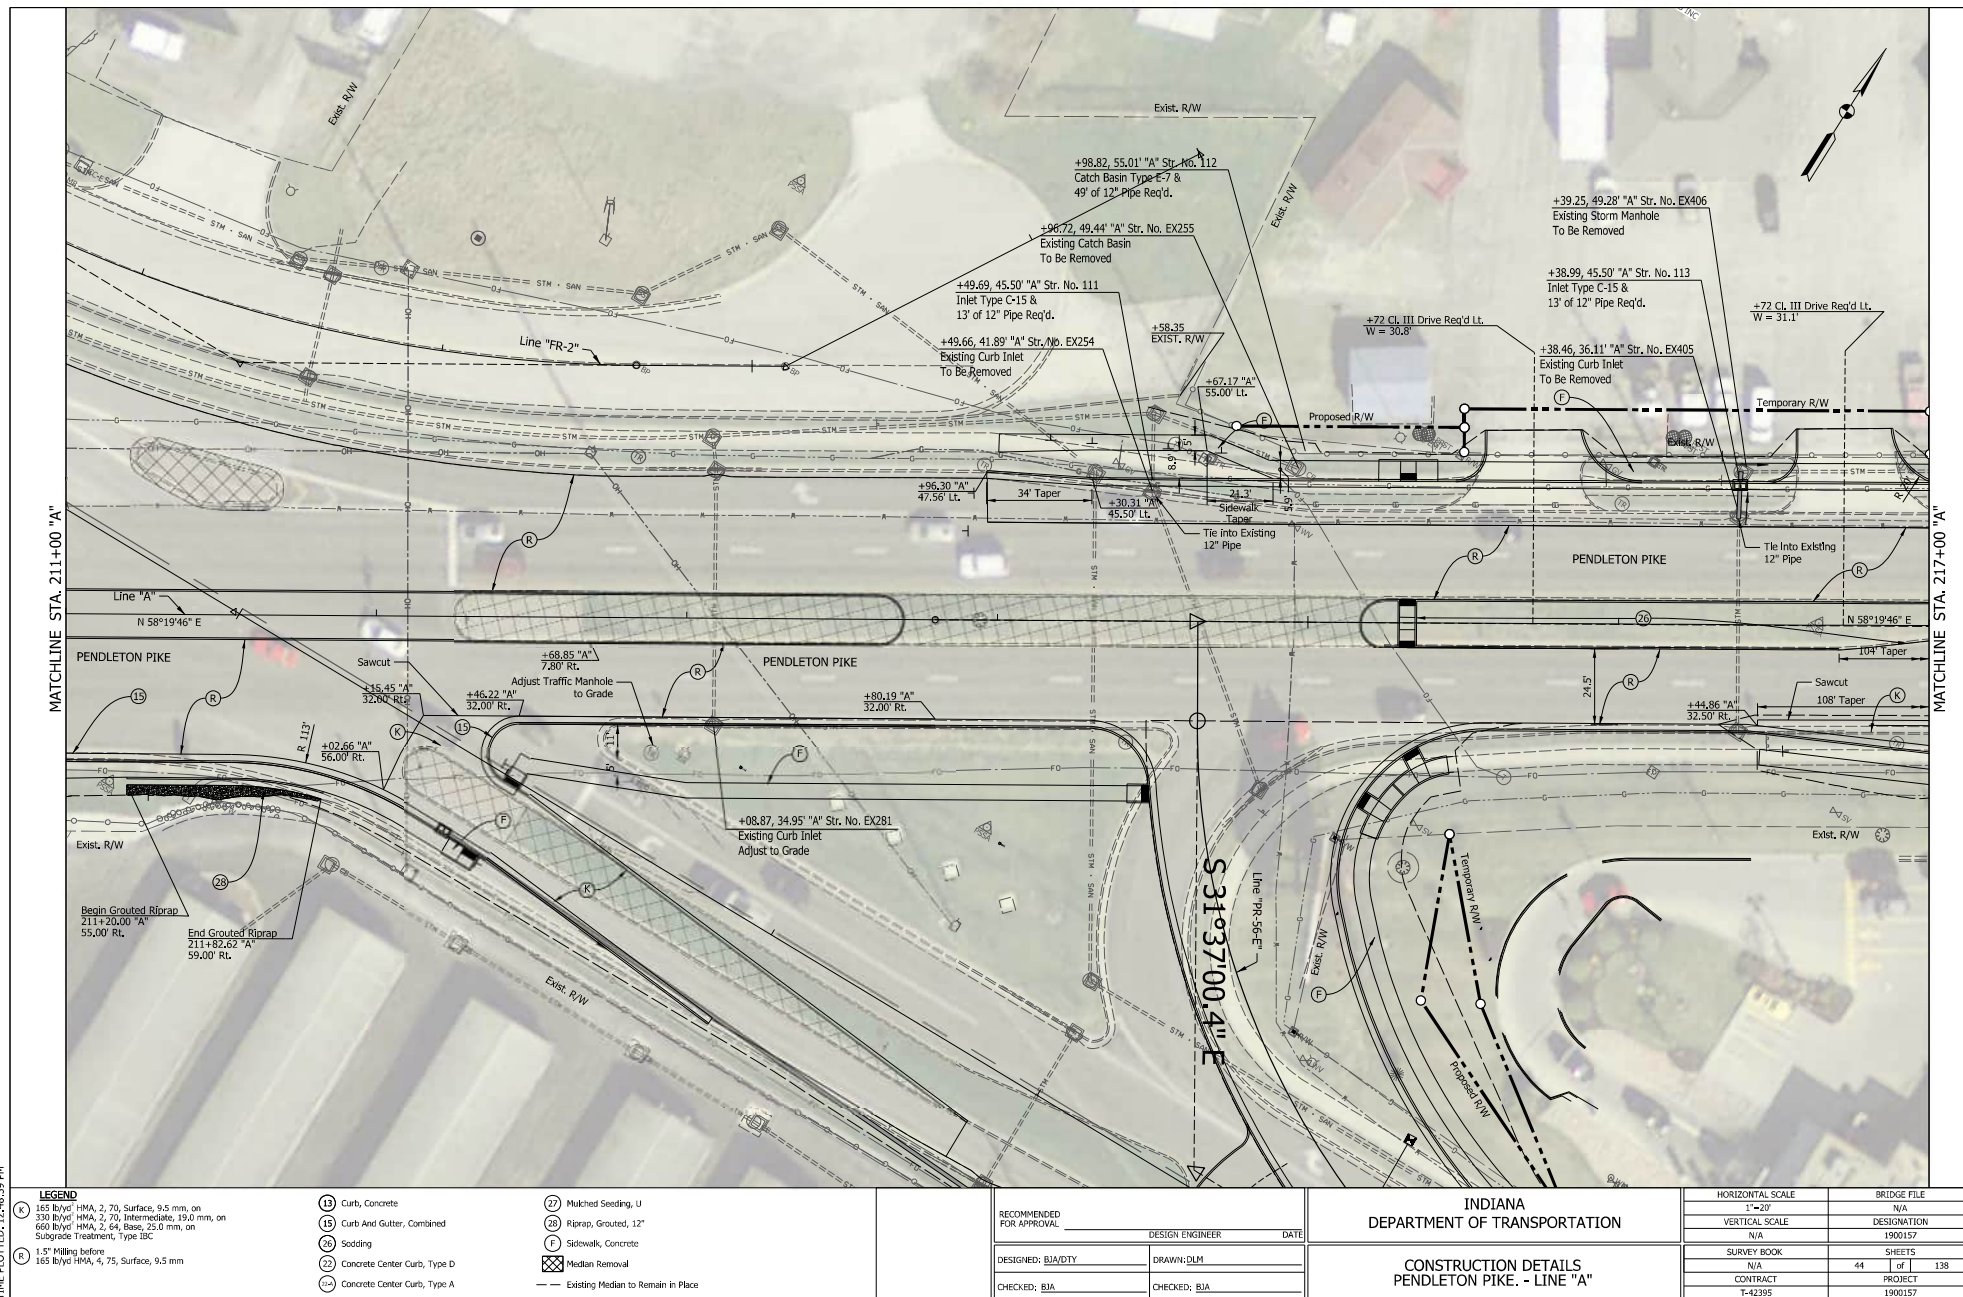 Exist. R/W
Exist. R/W
Exist. R/W
+98.82, 55.01' "A" Str. No. 112
Catch Basin Type E-7 &
49' of 12" Pipe Req'd.
+96.72, 49.44' "A" Str. No. EX255
Existing Catch Basin
To Be Removed
+49.69, 45.50' "A" Str. No. 111
Inlet Type C-15 &
13' of 12" Pipe Req'd.
+49.66, 41.89' "A" Str. No. EX254
Existing Curb Inlet
To Be Removed
+58.35
EXIST. R/W
+67.17 "A"
55.00' Lt.
+39.25, 49.28' "A" Str. No. EX406
Existing Storm Manhole
To Be Removed
+38.99, 45.50' "A" Str. No. 113
Inlet Type C-15 &
13' of 12" Pipe Req'd.
+72 Cl. III Drive Req'd Lt.
W = 30.8'
+72 Cl. III Drive Req'd Lt.
W = 31.1'
+38.46, 36.11' "A" Str. No. EX405
Existing Curb Inlet
To Be Removed
Line "FR-2"
F
F
Proposed R/W
Temporary R/W
Exist. R/W
8.9'
5'
5.9'
+96.30 "A"
47.56' Lt.
34' Taper
+30.31 "A"
45.50' Lt.
21.3'
Sidewalk
Taper
Tie into Existing
12" Pipe
Tie into Existing
12" Pipe
R
R
R
PENDLETON PIKE
MATCHLINE STA. 211+00 "A"
MATCHLINE STA. 217+00 "A"
Line "A"
N 58°19'46" E
N 58°19'46" E
26
PENDLETON PIKE
PENDLETON PIKE
104' Taper
Sawcut
+68.85 "A"
7.80' Rt.
Adjust Traffic Manhole
to Grade
R
R
R
15
+15.45 "A"
32.00' Rt.
+46.22 "A"
32.00' Rt.
+80.19 "A"
32.00' Rt.
24.5'
Sawcut
108' Taper
K
+44.86 "A"
32.50' Rt.
K
15
R 113'
+02.66 "A"
56.00' Rt.
11'
5'
F
F
+08.87, 34.95' "A" Str. No. EX281
Existing Curb Inlet
Adjust to Grade
Exist. R/W
Exist. R/W
28
K
Begin Grouted Riprap
211+20.00 "A"
55.00' Rt.
End Grouted Riprap
211+82.62 "A"
59.00' Rt.
Exist. R/W
S 31°37'00.4" E
Line "PR-56-E"
Exist. R/W
F
Temporary R/W
Proposed R/W
LEGEND
K 165 lb/yd² HMA, 2, 70, Surface, 9.5 mm, on
330 lb/yd² HMA, 2, 70, Intermediate, 19.0 mm, on
660 lb/yd² HMA, 2, 64, Base, 25.0 mm, on
Subgrade Treatment, Type IBC
R 1.5" Milling before
165 lb/yd HMA, 4, 75, Surface, 9.5 mm
13 Curb, Concrete
15 Curb And Gutter, Combined
26 Sodding
22 Concrete Center Curb, Type D
22-A Concrete Center Curb, Type A
27 Mulched Seeding, U
28 Riprap, Grouted, 12"
F Sidewalk, Concrete
Median Removal
Existing Median to Remain in Place
RECOMMENDED
FOR APPROVAL
DESIGN ENGINEER DATE
DESIGNED: BJA/DTY DRAWN: DLM
CHECKED: BJA CHECKED: BJA
INDIANA
DEPARTMENT OF TRANSPORTATION
CONSTRUCTION DETAILS
PENDLETON PIKE. - LINE "A"
HORIZONTAL SCALE BRIDGE FILE
1"=20' N/A
VERTICAL SCALE DESIGNATION
N/A 1900157
SURVEY BOOK SHEETS
N/A 44 of 138
CONTRACT PROJECT
T-42395 1900157